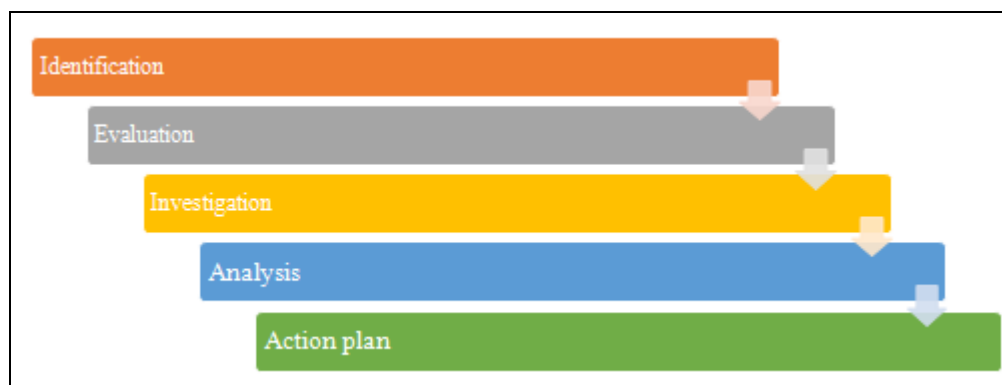 Identification
Evaluation
Investigation
Analysis
Action plan